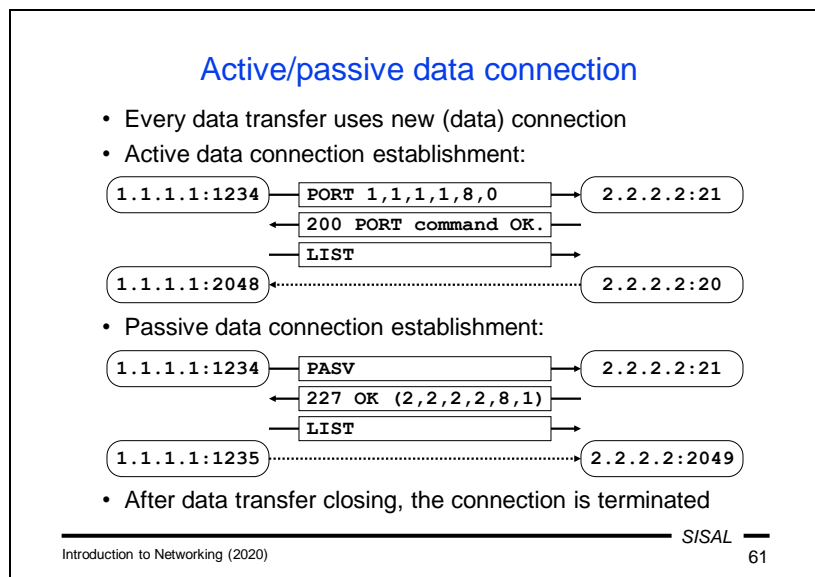 Active/passive data connection
• Every data transfer uses new (data) connection
• Active data connection establishment:
1.1.1.1:1234 PORT 1,1,1,1,8,0 2.2.2.2:21
200 PORT command OK.
LIST
1.1.1.1:2048 2.2.2.2:20
• Passive data connection establishment:
1.1.1.1:1234 PASV 2.2.2.2:21
227 OK (2,2,2,2,8,1)
LIST
1.1.1.1:1235 2.2.2.2:2049
• After data transfer closing, the connection is terminated
SISAL
Introduction to Networking (2020) 61